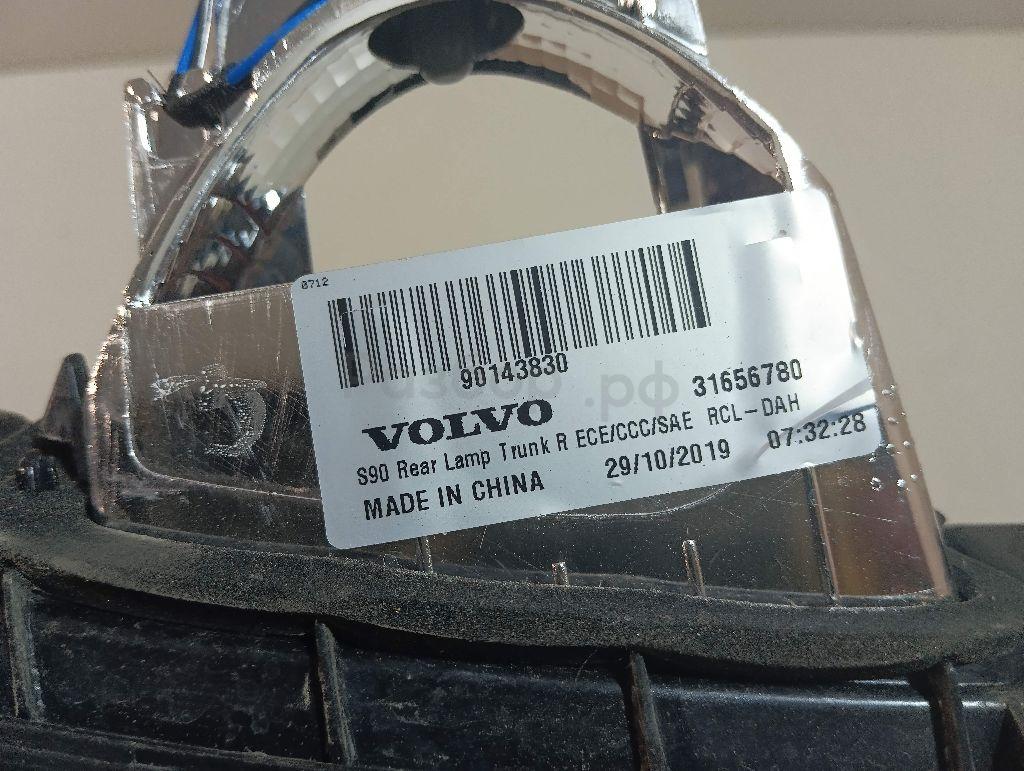 0712
90143830
31656780
VOLVO
S90 Rear Lamp Trunk R ECE/CCC/SAE RCL-DAH
MADE IN CHINA 29/10/2019 07:32:28
.рф